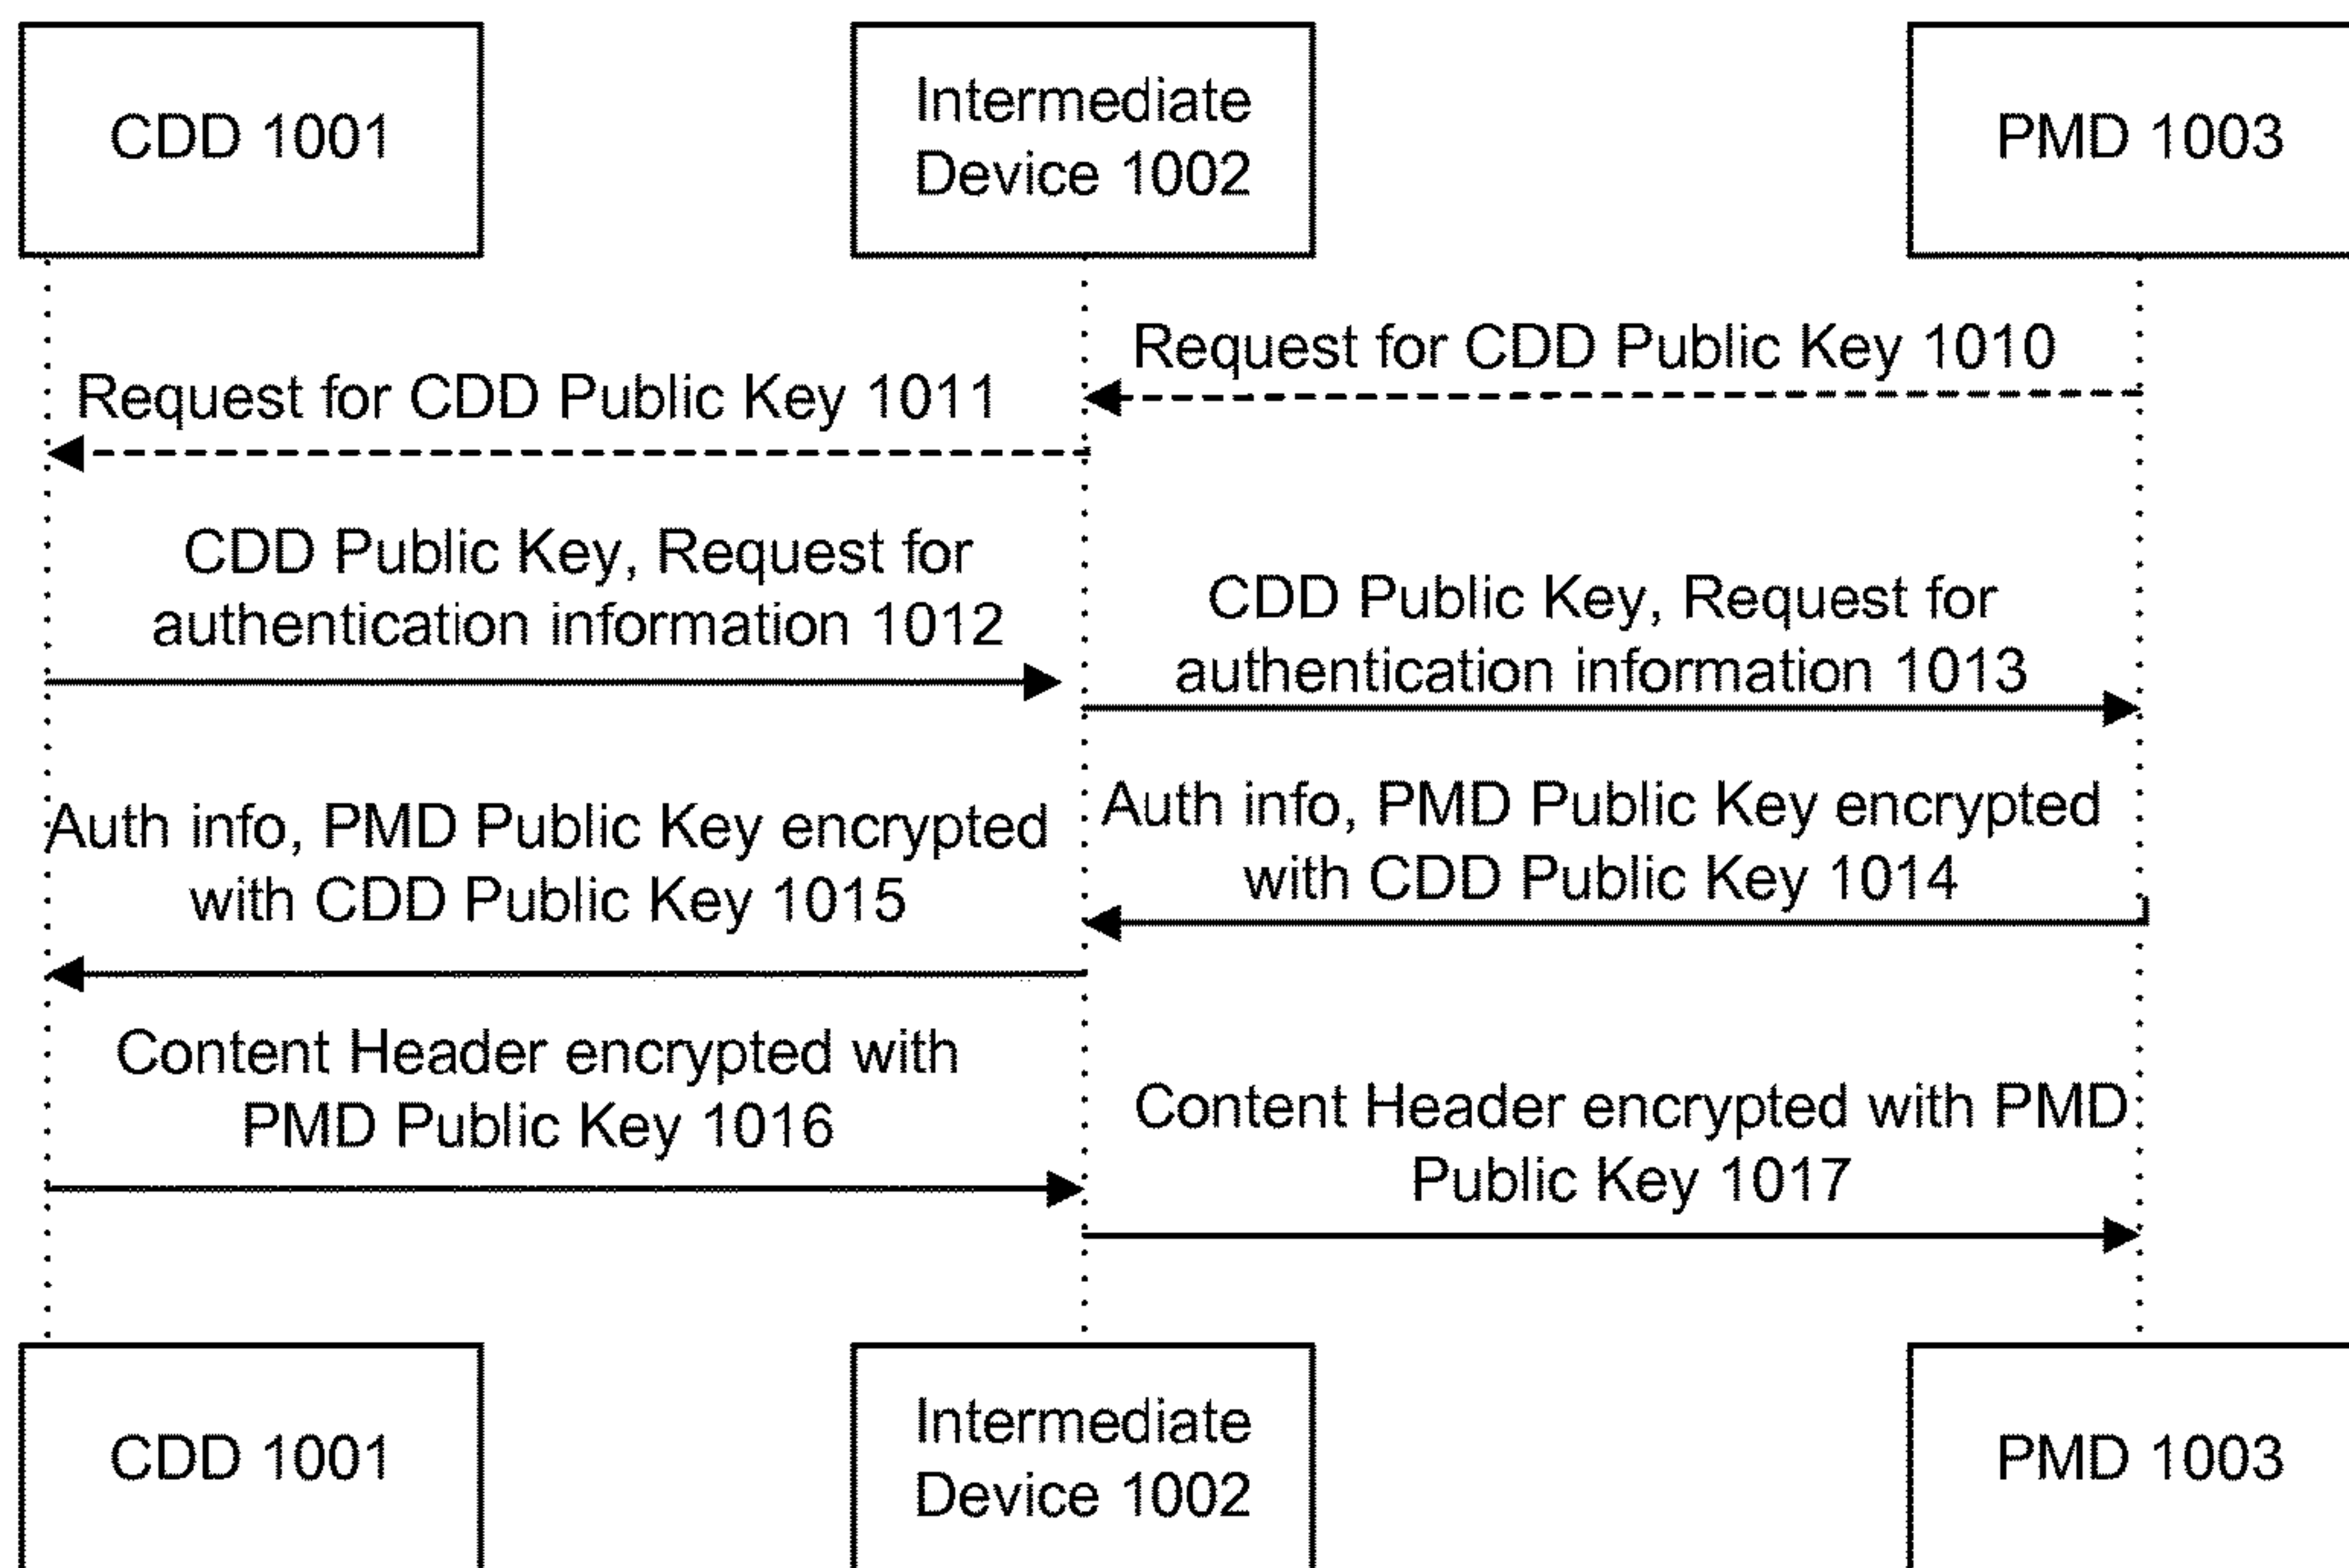 CDD 1001
Intermediate
Device 1002
PMD 1003
Request for CDD Public Key 1010
Request for CDD Public Key 1011
CDD Public Key, Request for
authentication information 1012
CDD Public Key, Request for
authentication information 1013
Auth info, PMD Public Key encrypted
with CDD Public Key 1014
Auth info, PMD Public Key encrypted
with CDD Public Key 1015
Content Header encrypted with
PMD Public Key 1016
Content Header encrypted with PMD
Public Key 1017
CDD 1001
Intermediate
Device 1002
PMD 1003